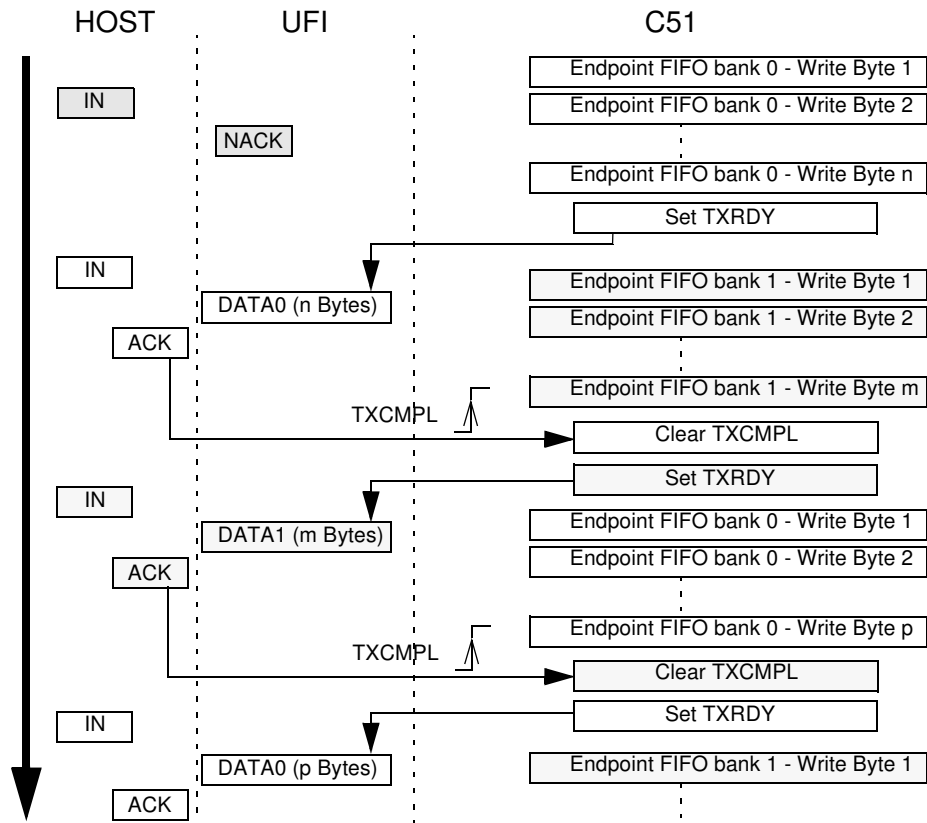 HOST UFI C51
Endpoint FIFO bank 0 - Write Byte 1
IN
Endpoint FIFO bank 0 - Write Byte 2
NACK
Endpoint FIFO bank 0 - Write Byte n
Set TXRDY
IN
Endpoint FIFO bank 1 - Write Byte 1
DATA0 (n Bytes)
Endpoint FIFO bank 1 - Write Byte 2
ACK
Endpoint FIFO bank 1 - Write Byte m
TXCMPL
Clear TXCMPL
Set TXRDY
IN
Endpoint FIFO bank 0 - Write Byte 1
DATA1 (m Bytes)
Endpoint FIFO bank 0 - Write Byte 2
ACK
Endpoint FIFO bank 0 - Write Byte p
TXCMPL
Clear TXCMPL
Set TXRDY
IN
DATA0 (p Bytes)
Endpoint FIFO bank 1 - Write Byte 1
ACK